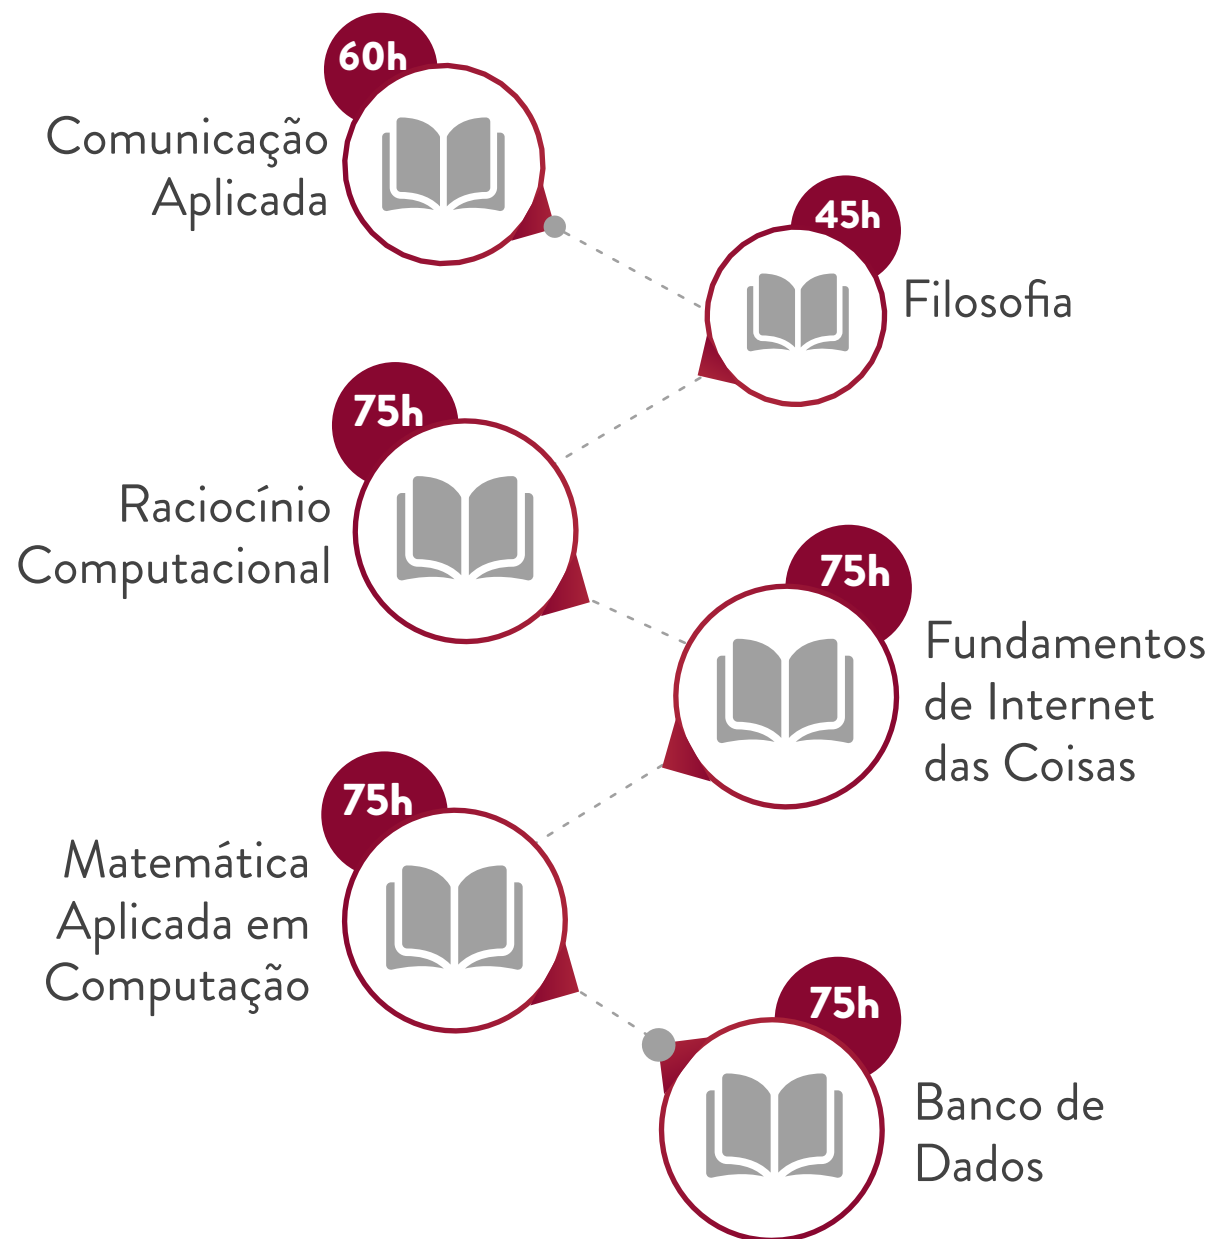 60h
Comunicação
Aplicada
45h
Filosofia
75h
Raciocínio
Computacional
75h
Fundamentos
de Internet
das Coisas
75h
Matemática
Aplicada em
Computação
75h
Banco de
Dados